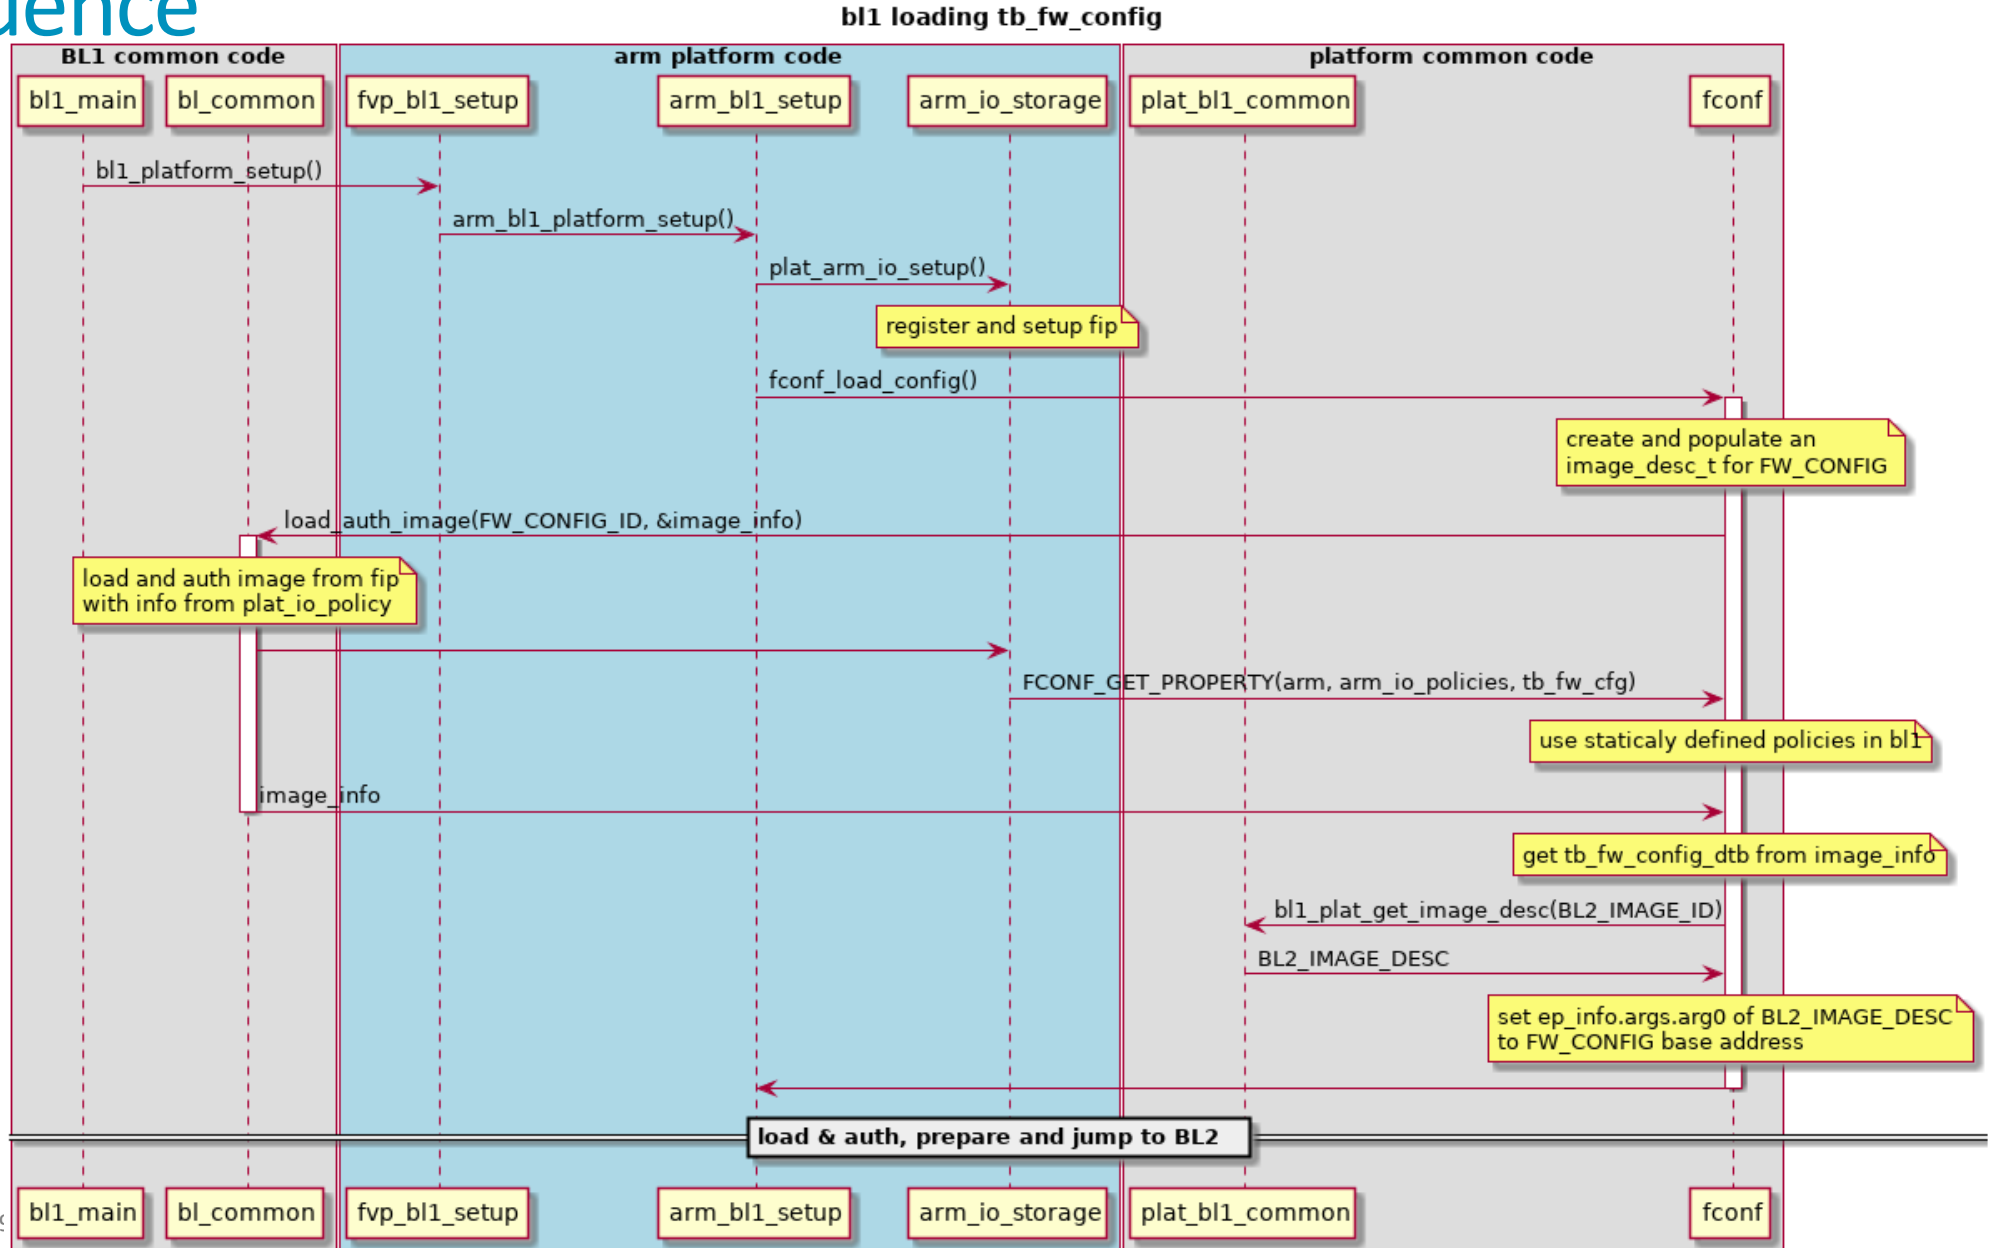 uence
bl1 loading tb_fw_config
BL1 common code
arm platform code
platform common code
bl1_main
bl_common
fvp_bl1_setup
arm_bl1_setup
arm_io_storage
plat_bl1_common
fconf
bl1_platform_setup()
arm_bl1_platform_setup()
plat_arm_io_setup()
register and setup fip
fconf_load_config()
create and populate an
image_desc_t for FW_CONFIG
load_auth_image(FW_CONFIG_ID, &image_info)
load and auth image from fip
with info from plat_io_policy
FCONF_GET_PROPERTY(arm, arm_io_policies, tb_fw_cfg)
use staticaly defined policies in bl1
image_info
get tb_fw_config_dtb from image_info
bl1_plat_get_image_desc(BL2_IMAGE_ID)
BL2_IMAGE_DESC
set ep_info.args.arg0 of BL2_IMAGE_DESC
to FW_CONFIG base address
load & auth, prepare and jump to BL2
bl1_main
bl_common
fvp_bl1_setup
arm_bl1_setup
arm_io_storage
plat_bl1_common
fconf